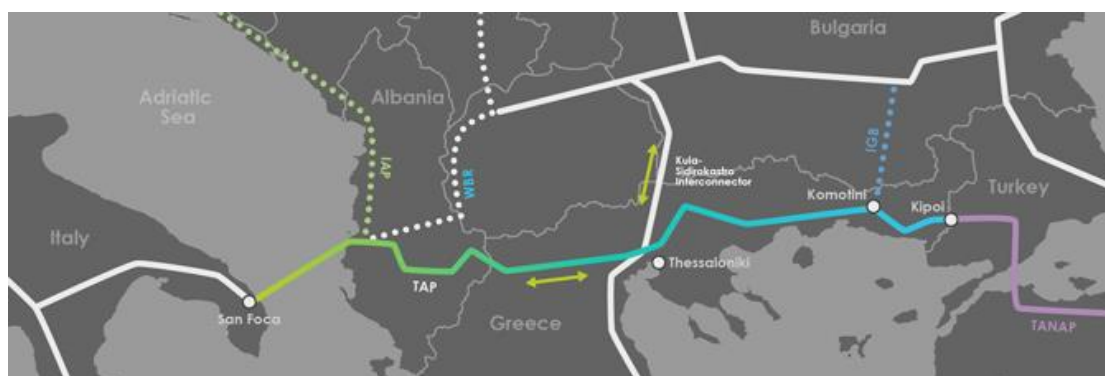 Bulgaria
Adriatic
Sea
Albania
IAP
WBR
IGB
Kula-
Sidirokasho
Interconnector
Komotini
Kipoi
Turkey
Italy
Thessaloniki
San Foca
TAP
Greece
TANAP